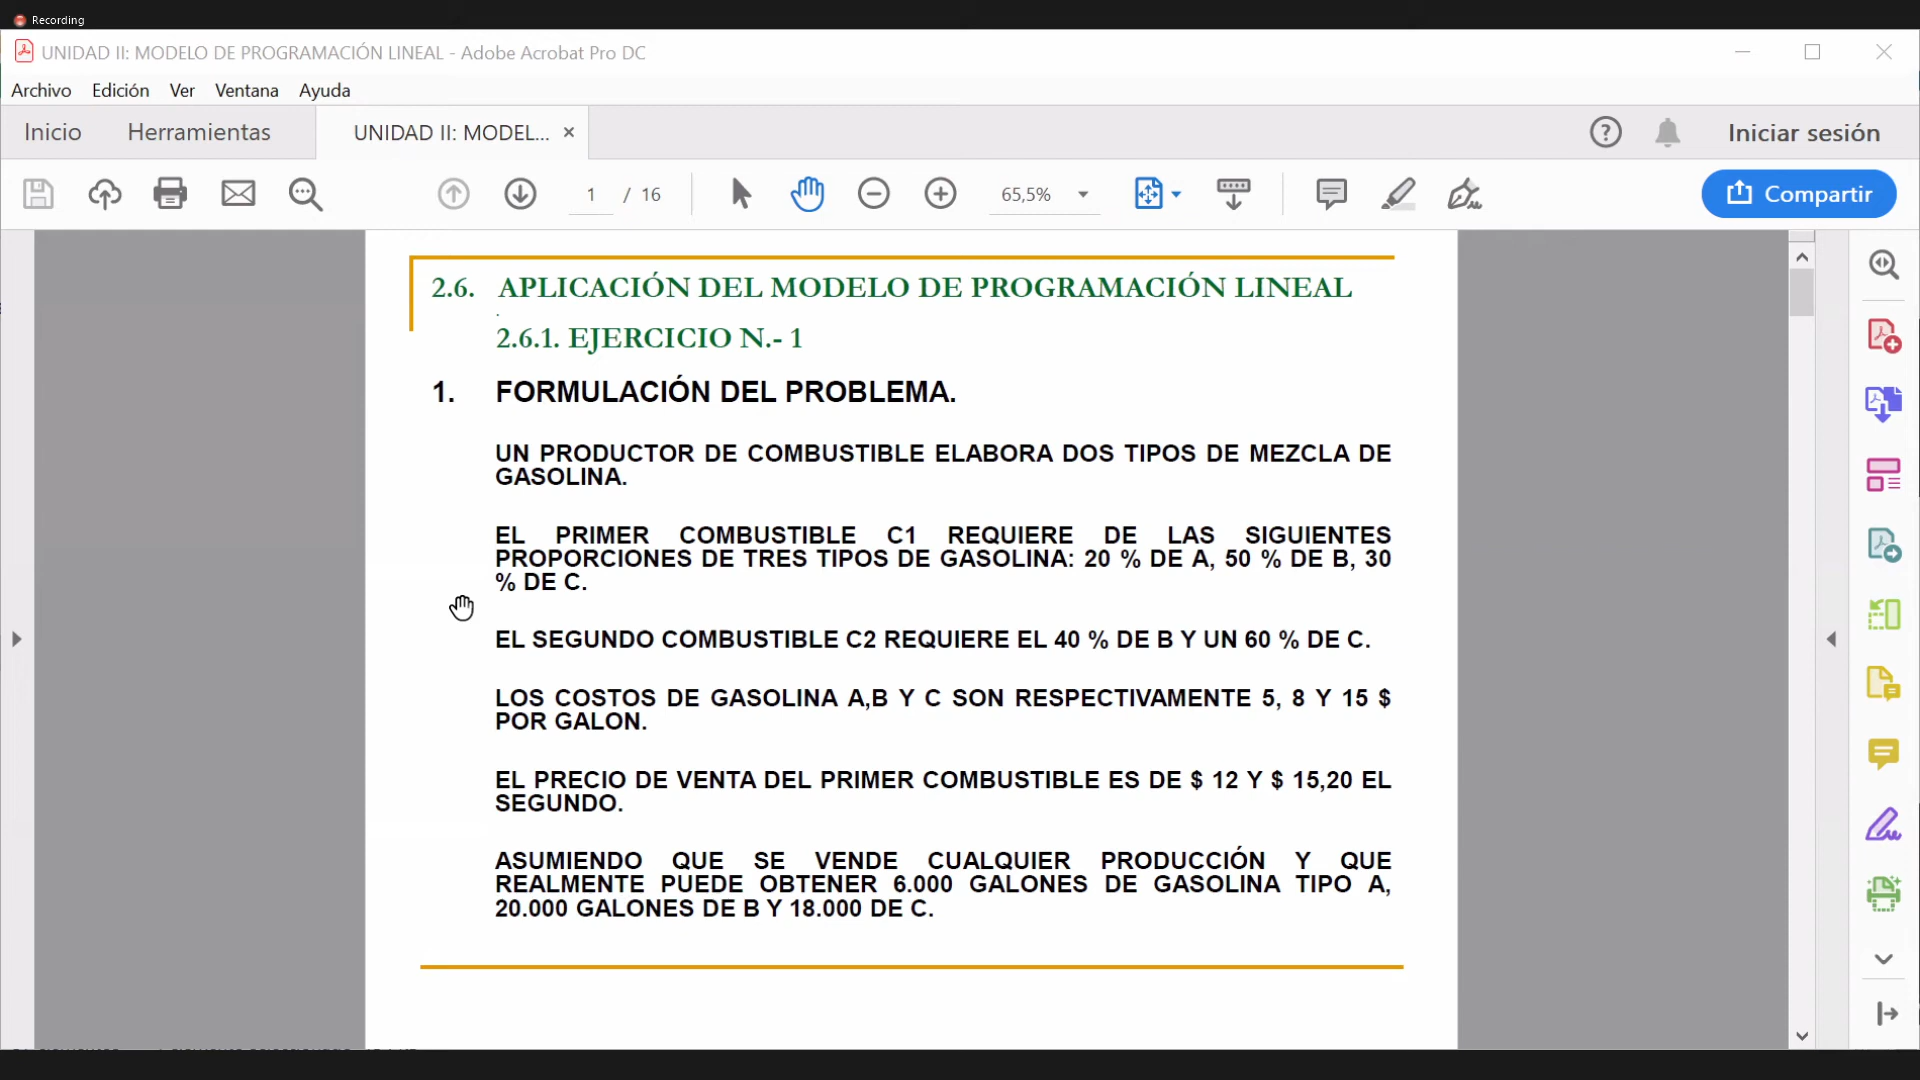 Recording
UNIDAD II: MODELO DE PROGRAMACIÓN LINEAL - Adobe Acrobat Pro DC
Archivo Edición Ver Ventana Ayuda
Inicio Herramientas UNIDAD II: MODEL... × Iniciar sesión
1 / 16 65,5% Compartir
2.6. APLICACIÓN DEL MODELO DE PROGRAMACIÓN LINEAL
2.6.1. EJERCICIO N.- 1
1. FORMULACIÓN DEL PROBLEMA.
UN PRODUCTOR DE COMBUSTIBLE ELABORA DOS TIPOS DE MEZCLA DE
GASOLINA.
EL PRIMER COMBUSTIBLE C1 REQUIERE DE LAS SIGUIENTES
PROPORCIONES DE TRES TIPOS DE GASOLINA: 20 % DE A, 50 % DE B, 30
% DE C.
EL SEGUNDO COMBUSTIBLE C2 REQUIERE EL 40 % DE B Y UN 60 % DE C.
LOS COSTOS DE GASOLINA A,B Y C SON RESPECTIVAMENTE 5, 8 Y 15 $
POR GALON.
EL PRECIO DE VENTA DEL PRIMER COMBUSTIBLE ES DE $ 12 Y $ 15,20 EL
SEGUNDO.
ASUMIENDO QUE SE VENDE CUALQUIER PRODUCCIÓN Y QUE
REALMENTE PUEDE OBTENER 6.000 GALONES DE GASOLINA TIPO A,
20.000 GALONES DE B Y 18.000 DE C.